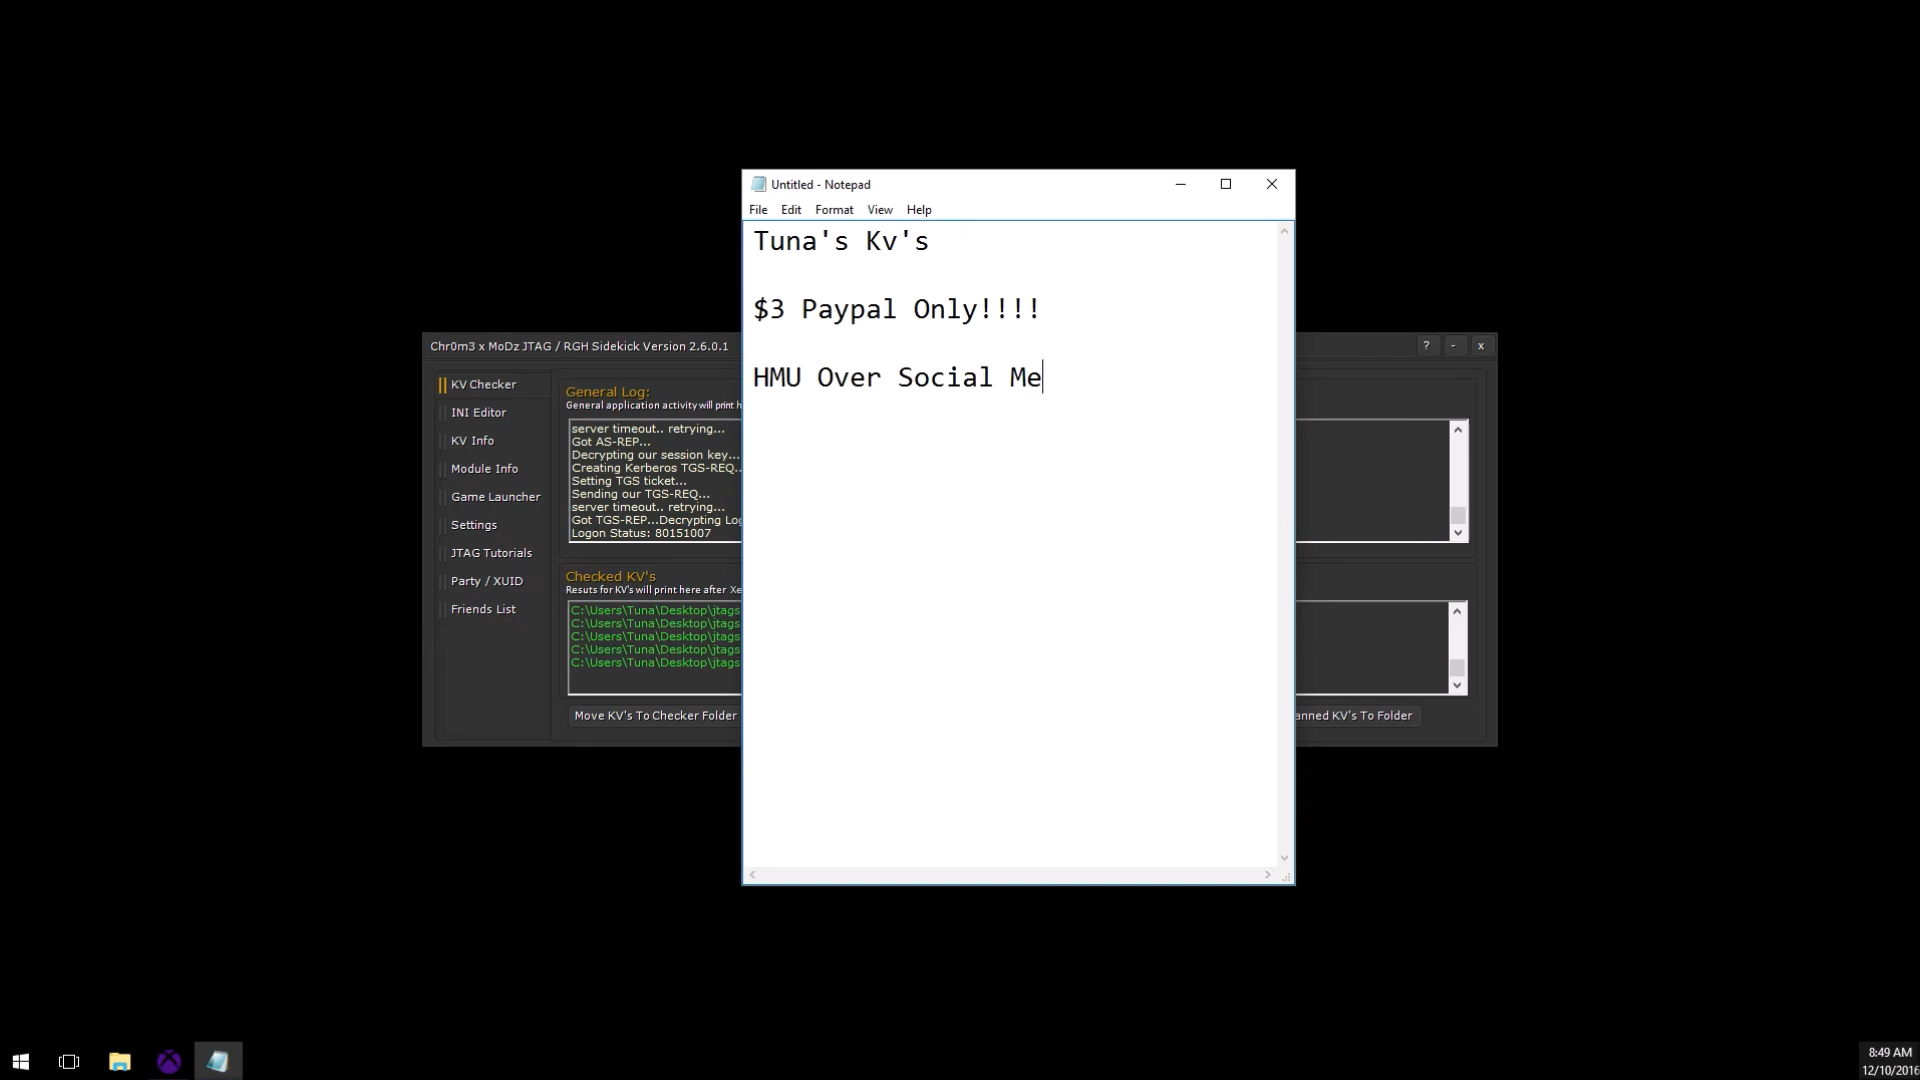 Untitled - Notepad
File Edit Format View Help
Tuna's Kv's
$3 Paypal Only!!!!
HMU Over Social Me
Chr0m3 x MoDz JTAG / RGH Sidekick Version 2.6.0.1
? - x
KV Checker
INI Editor
KV Info
Module Info
Game Launcher
Settings
JTAG Tutorials
Party / XUID
Friends List
General Log:
General application activity will print h
server timeout.. retrying...
Got AS-REP...
Decrypting our session key...
Creating Kerberos TGS-REQ..
Setting TGS ticket...
Sending our TGS-REQ...
server timeout.. retrying...
Got TGS-REP...Decrypting Log
Logon Status: 80151007
Checked KV's
Resuts for KV's will print here after Xe
C:\Users\Tuna\Desktop\jtags
C:\Users\Tuna\Desktop\jtags
C:\Users\Tuna\Desktop\jtags
C:\Users\Tuna\Desktop\jtags
C:\Users\Tuna\Desktop\jtags
Move KV's To Checker Folder
anned KV's To Folder
8:49 AM
12/10/2016